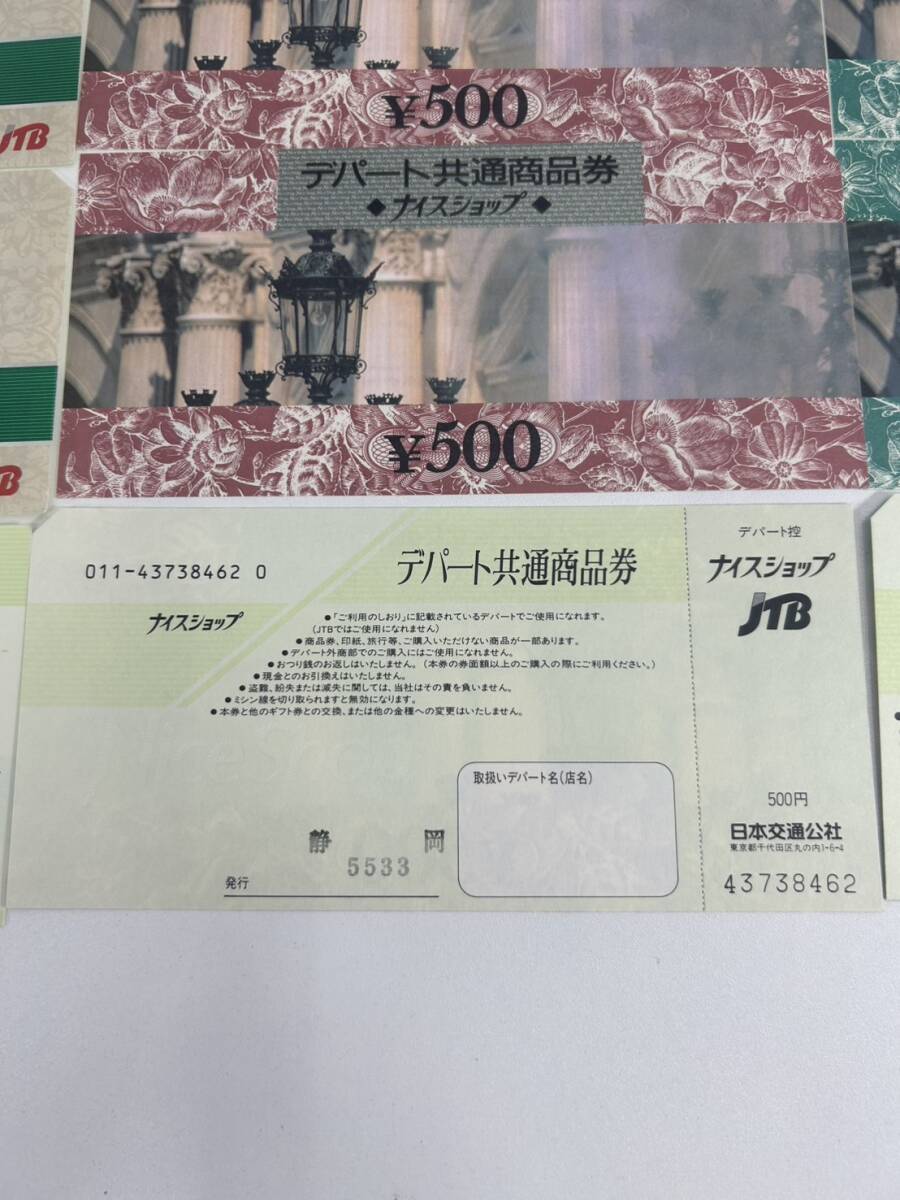 JTB
¥500
デパート共通商品券
◆ナイスショップ◆
¥500
JTB
011-43738462 0
デパート共通商品券
ナイスショップ
●「ご利用のしおり」に記載されているデパートでご使用になれます。
(JTBではご使用になれません)
●商品券、印紙、旅行等、ご購入いただけない商品が一部あります。
●デパート外商部でのご購入にはご使用になれません。
●おつり銭のお返しはいたしません。(本券の券面額以上のご購入の際にご利用ください。)
●現金とのお引換えはいたしません。
●盗難、紛失または滅失に関しては、当社はその責を負いません。
●ミシン線を切り取られますと無効になります。
●本券と他のギフト券との交換、または他の金種への変更はいたしません。
取扱いデパート名(店名)
静 岡
5533
発行
デパート控
ナイスショップ
JTB
500円
日本交通公社
東京都千代田区丸の内1-6-4
43738462